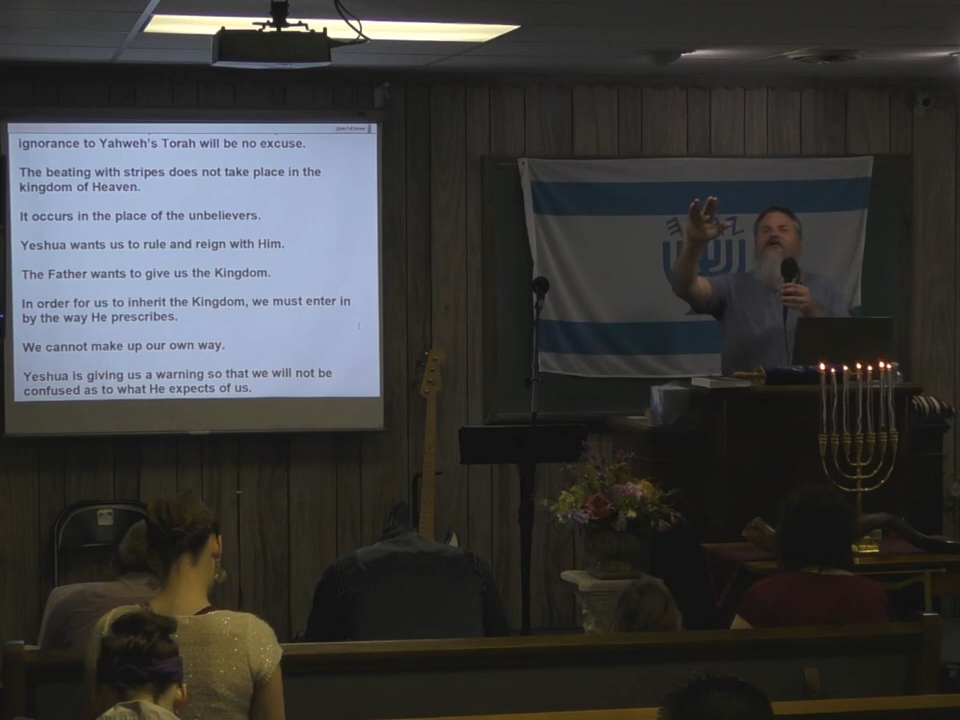 ignorance to Yahweh's Torah will be no excuse.
The beating with stripes does not take place in the
kingdom of Heaven.
It occurs in the place of the unbelievers.
Yeshua wants us to rule and reign with Him.
The Father wants to give us the Kingdom.
In order for us to inherit the Kingdom, we must enter in
by the way He prescribes.
We cannot make up our own way.
Yeshua is giving us a warning so that we will not be
confused as to what He expects of us.